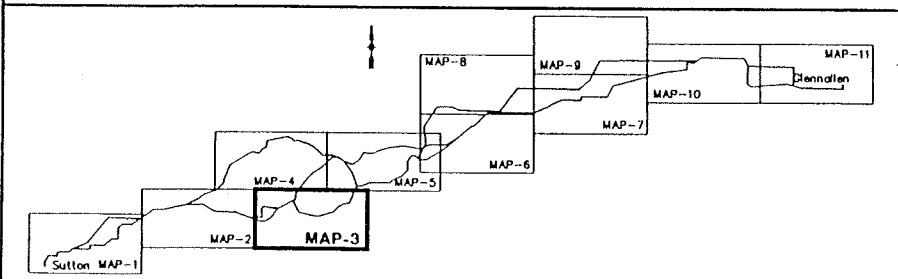 MAP-11
MAP-8
MAP-9
Glennallen
MAP-10
MAP-7
MAP-6
MAP-4
MAP-5
MAP-2
MAP-3
Sutton MAP-1